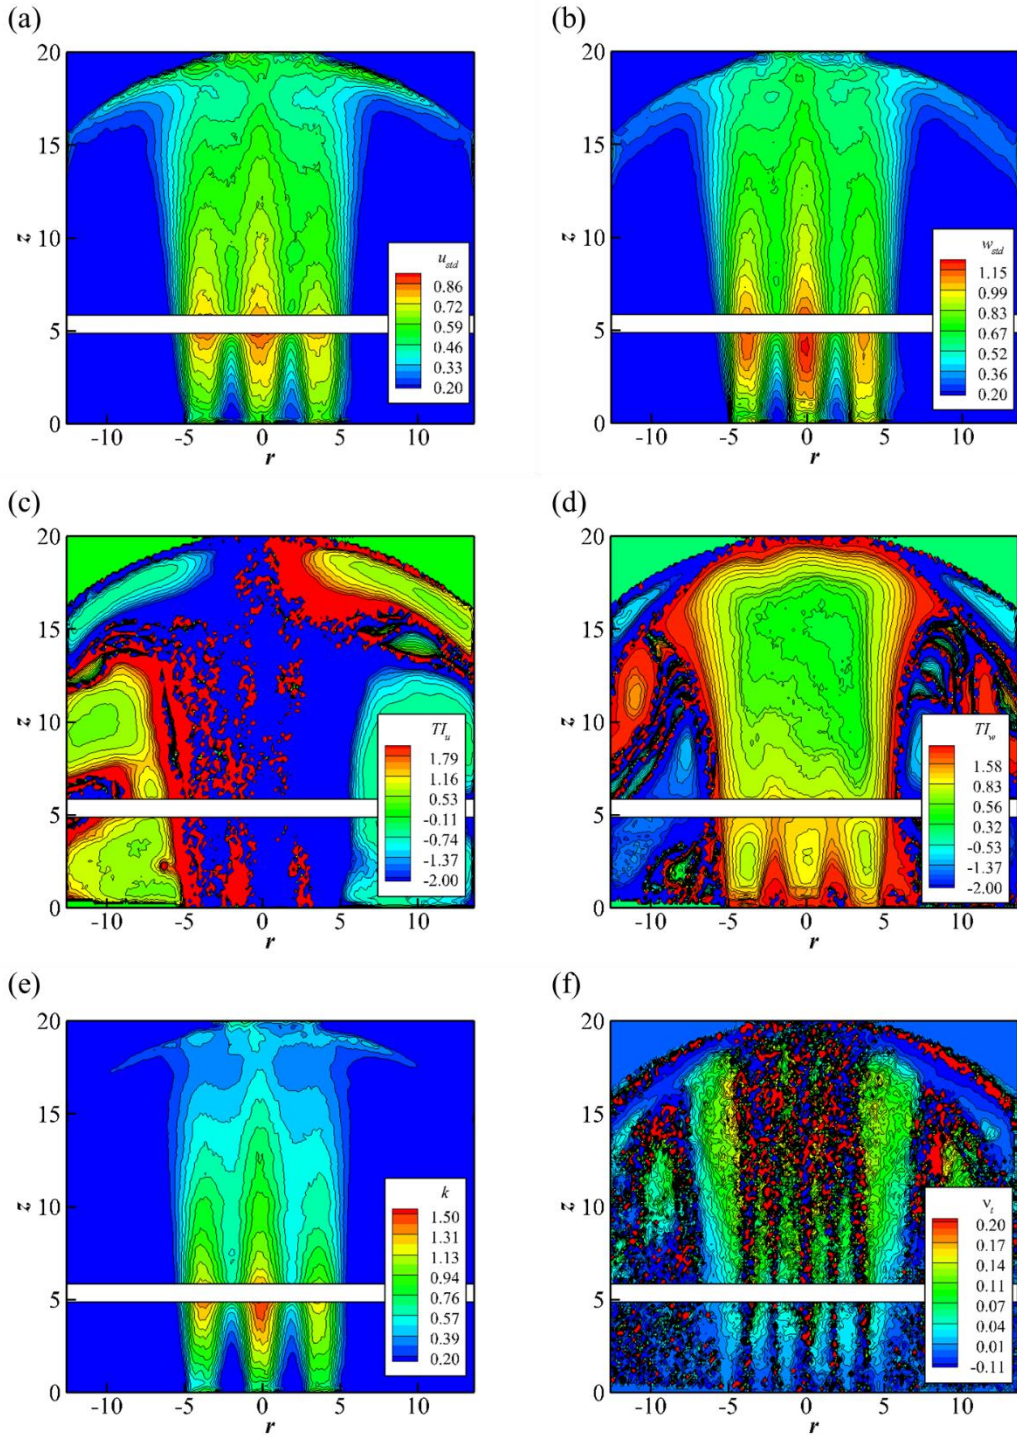 (a)
(b)
20
15
z
10
5
0
-10 -5 0 5 10
r
u_std
0.86
0.72
0.59
0.46
0.33
0.20
20
15
z
10
5
0
-10 -5 0 5 10
r
w_std
1.15
0.99
0.83
0.67
0.52
0.36
0.20
(c)
(d)
20
15
z
10
5
0
-10 -5 0 5 10
r
TI_u
1.79
1.16
0.53
-0.11
-0.74
-1.37
-2.00
20
15
z
10
5
0
-10 -5 0 5 10
r
TI_w
1.58
0.83
0.56
0.32
-0.53
-1.37
-2.00
(e)
(f)
20
15
z
10
5
0
-10 -5 0 5 10
r
k
1.50
1.31
1.13
0.94
0.76
0.57
0.39
0.20
20
15
z
10
5
0
-10 -5 0 5 10
r
ν_t
0.20
0.17
0.14
0.11
0.07
0.04
0.01
-0.11